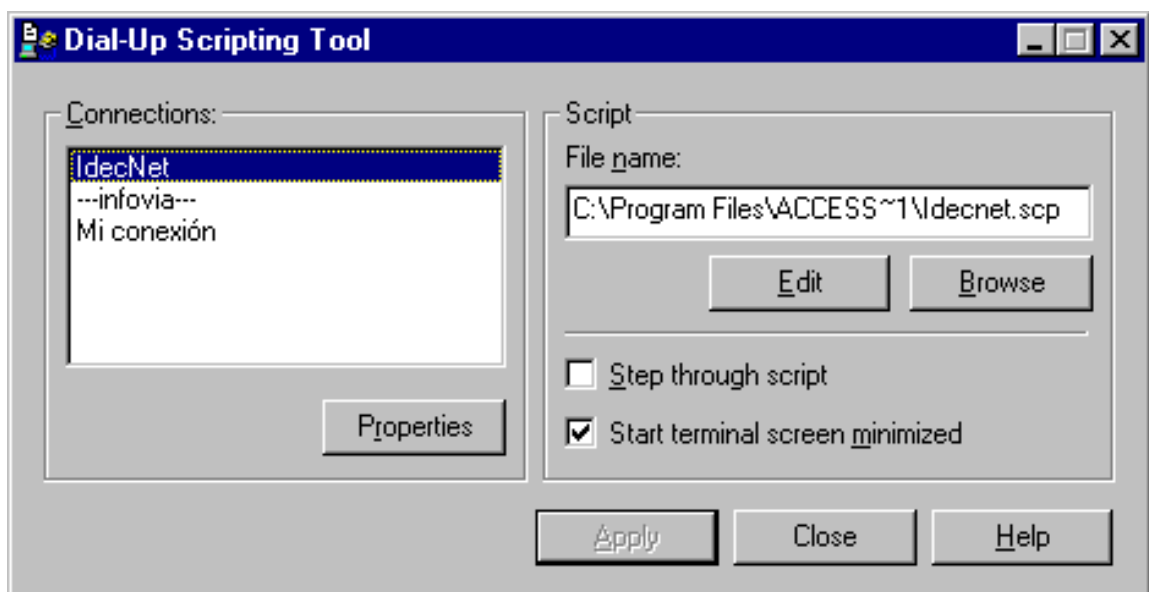 Dial-Up Scripting Tool
Connections:
IdecNet
---infovia---
Mi conexión
Properties
Script
File name:
C:\Program Files\ACCESS~1\Idecnet.scp
Edit
Browse
Step through script
Start terminal screen minimized
Apply
Close
Help